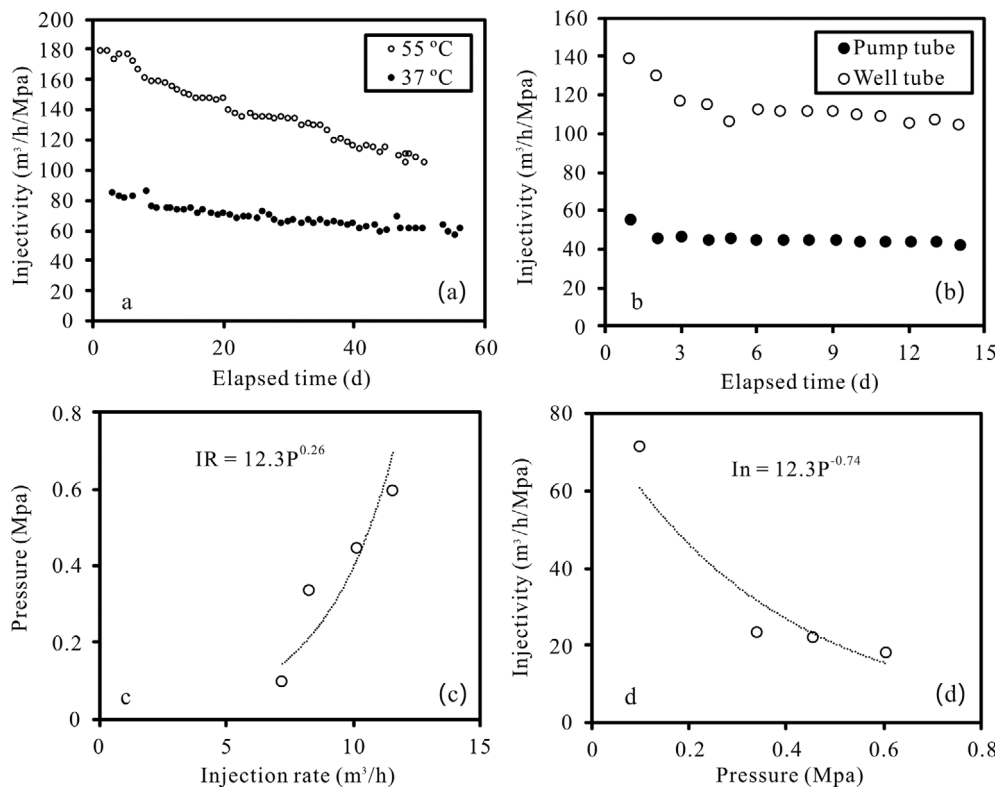 Injectivity (m³/h/Mpa)
200
180
160
140
120
100
80
60
40
20
0
55 ºC
37 ºC
a
(a)
0
20
40
60
Elapsed time (d)
Injectivity (m³/h/Mpa)
160
140
120
100
80
60
40
20
0
Pump tube
Well tube
b
(b)
3
6
9
12
15
Elapsed time (d)
Pressure (Mpa)
0.8
0.6
0.4
0.2
0
IR = 12.3P^0.26
c
(c)
0
5
10
15
Injection rate (m³/h)
Injectivity (m³/h/Mpa)
80
60
40
20
0
In = 12.3P^-0.74
d
(d)
0
0.2
0.4
0.6
0.8
Pressure (Mpa)